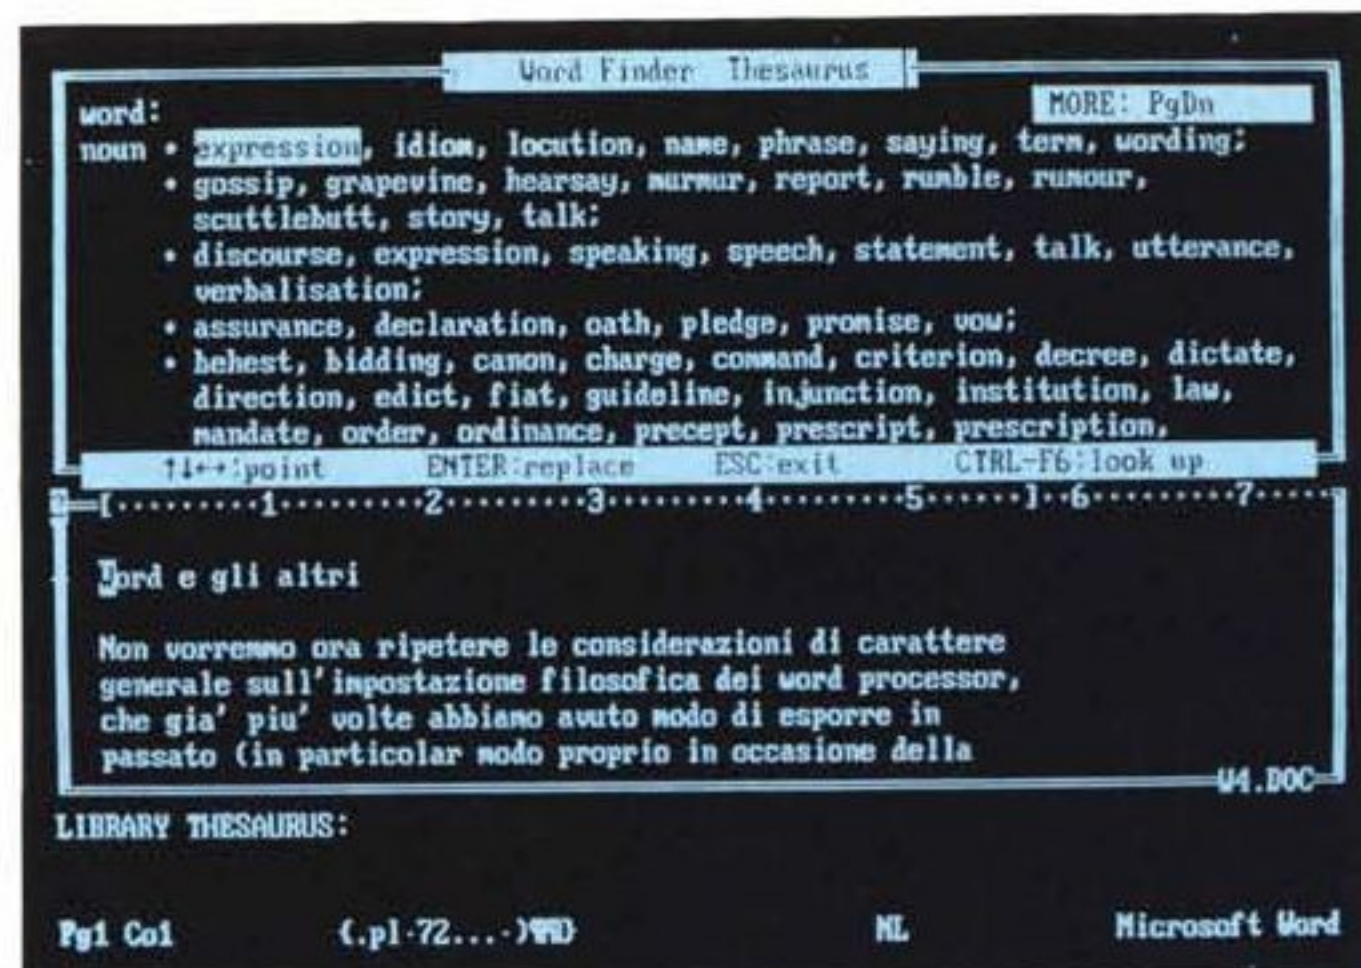 Word Finder Thesaurus
word:
MORE: PgDn
noun • expression, idiom, locution, name, phrase, saying, term, wording;
• gossip, grapevine, hearsay, murmur, report, rumble, rumour,
scuttlebutt, story, talk;
• discourse, expression, speaking, speech, statement, talk, utterance,
verbalisation;
• assurance, declaration, oath, pledge, promise, vow;
• behest, bidding, canon, charge, command, criterion, decree, dictate,
direction, edict, fiat, guideline, injunction, institution, law,
mandate, order, ordinance, precept, prescript, prescription,
↑↓←→:point ENTER:replace ESC:exit CTRL-F6:look up
[·········1·········2·········3·········4·········5······]··6·········7·····
Word e gli altri
Non vorremmo ora ripetere le considerazioni di carattere
generale sull'impostazione filosofica dei word processor,
che gia' piu' volte abbiamo avuto modo di esporre in
passato (in particolar modo proprio in occasione della
W4.DOC
LIBRARY THESAURUS:
Pg1 Co1 {.pl·72...·) NL Microsoft Word